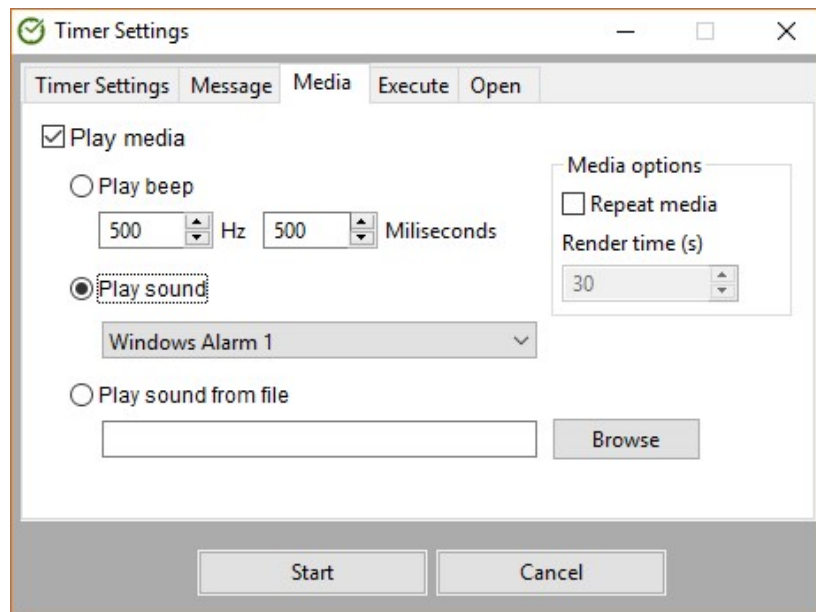 Timer Settings
Timer Settings Message Media Execute Open
Play media
Play beep
500 Hz 500 Miliseconds
Play sound
Windows Alarm 1
Play sound from file
Browse
Media options
Repeat media
Render time (s)
30
Start Cancel